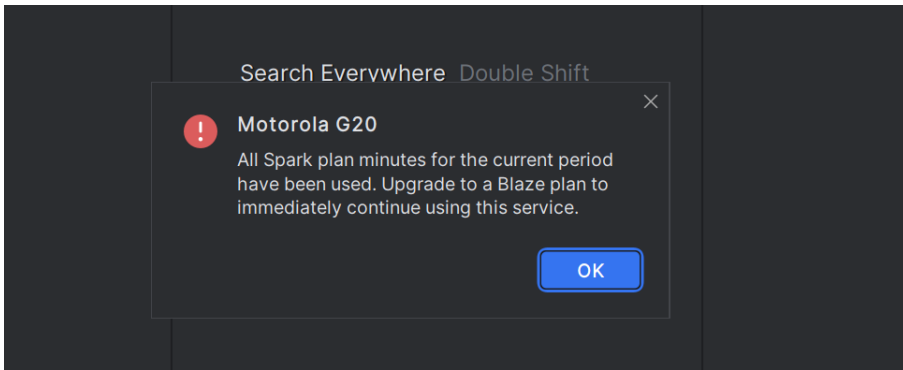 Search Everywhere Double Shift
Motorola G20
All Spark plan minutes for the current period
have been used. Upgrade to a Blaze plan to
immediately continue using this service.
OK